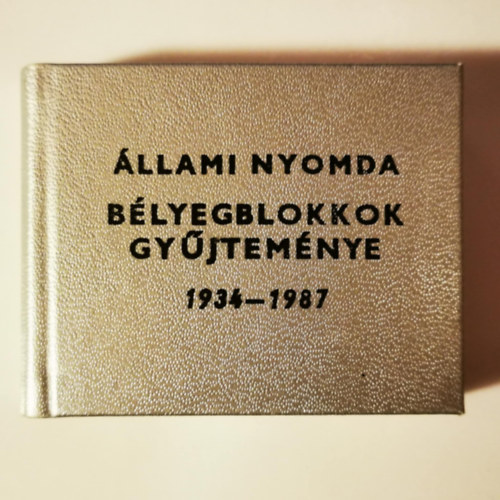 ÁLLAMI NYOMDA
BÉLYEGBLOKKOK
GYŰJTEMÉNYE
1934–1987